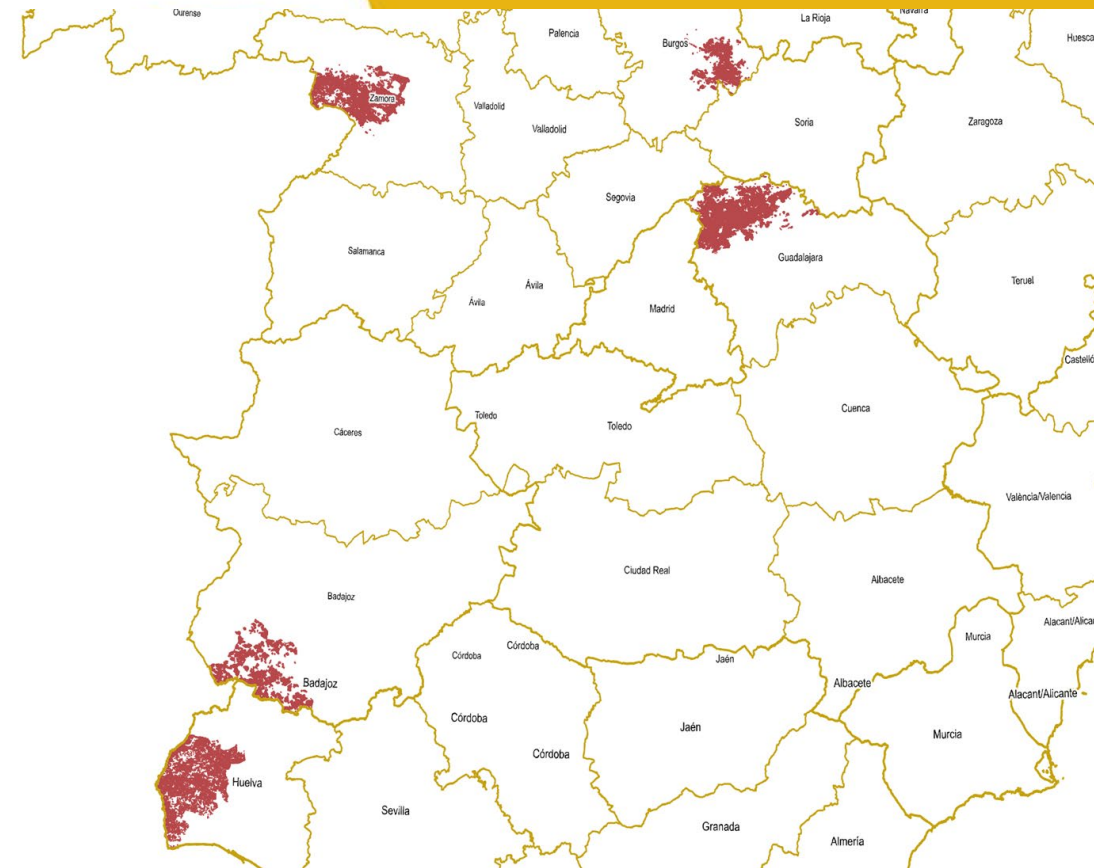 Ourense
Palencia
La Rioja
Navarra
Burgos
Huesca
Zamora
Valladolid
Valladolid
Soria
Zaragoza
Segovia
Salamanca
Guadalajara
Teruel
Ávila
Ávila
Madrid
Castelló
Toledo
Toledo
Cuenca
Cáceres
València/Valencia
Ciudad Real
Albacete
Badajoz
Alacant/Alicar
Murcia
Córdoba
Córdoba
Jaén
Badajoz
Albacete
Alacant/Alicante
Córdoba
Jaén
Murcia
Córdoba
Huelva
Sevilla
Granada
Almería